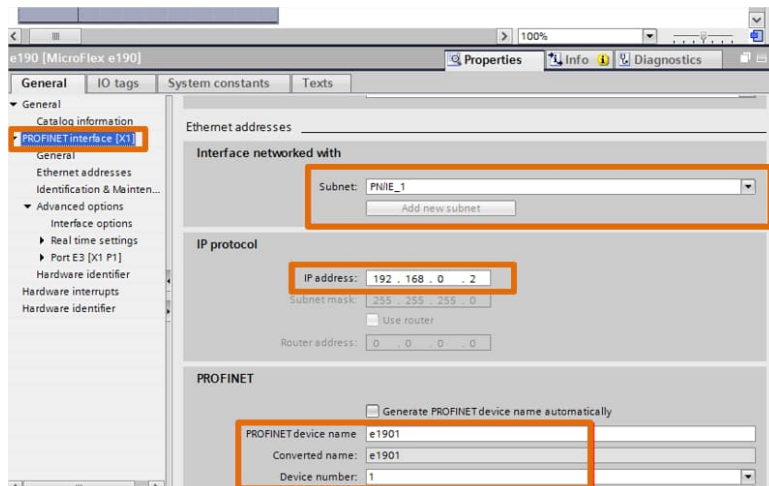 100%
e190 [MicroFlex e190]
Properties
Info
Diagnostics
General
IO tags
System constants
Texts
General
Catalog information
PROFINET interface [X1]
General
Ethernet addresses
Identification & Mainten...
Advanced options
Interface options
Real time settings
Port E3 [X1 P1]
Hardware identifier
Hardware interrupts
Hardware identifier
Ethernet addresses
Interface networked with
Subnet: PN/IE_1
Add new subnet
IP protocol
IP address: 192 . 168 . 0 . 2
Subnet mask: 255 . 255 . 255 . 0
Use router
Router address: 0 . 0 . 0 . 0
PROFINET
Generate PROFINET device name automatically
PROFINET device name e1901
Converted name: e1901
Device number: 1